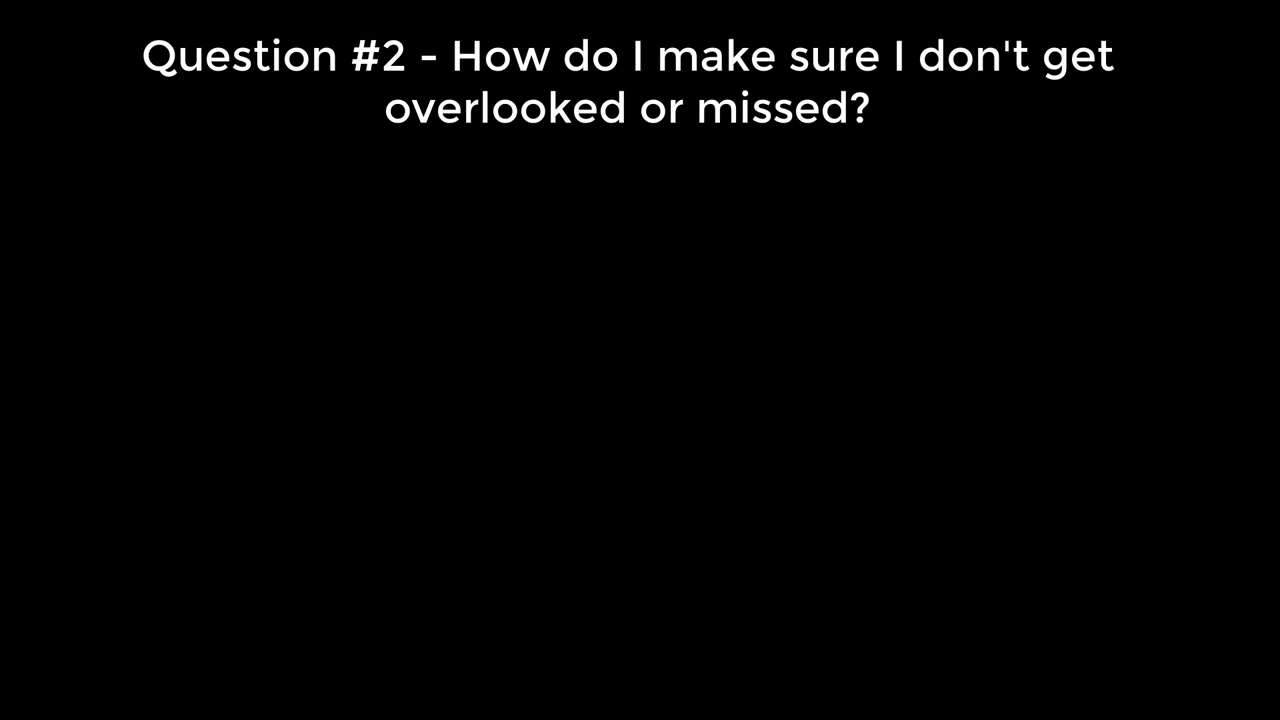 Question #2 - How do I make sure I don't get
overlooked or missed?